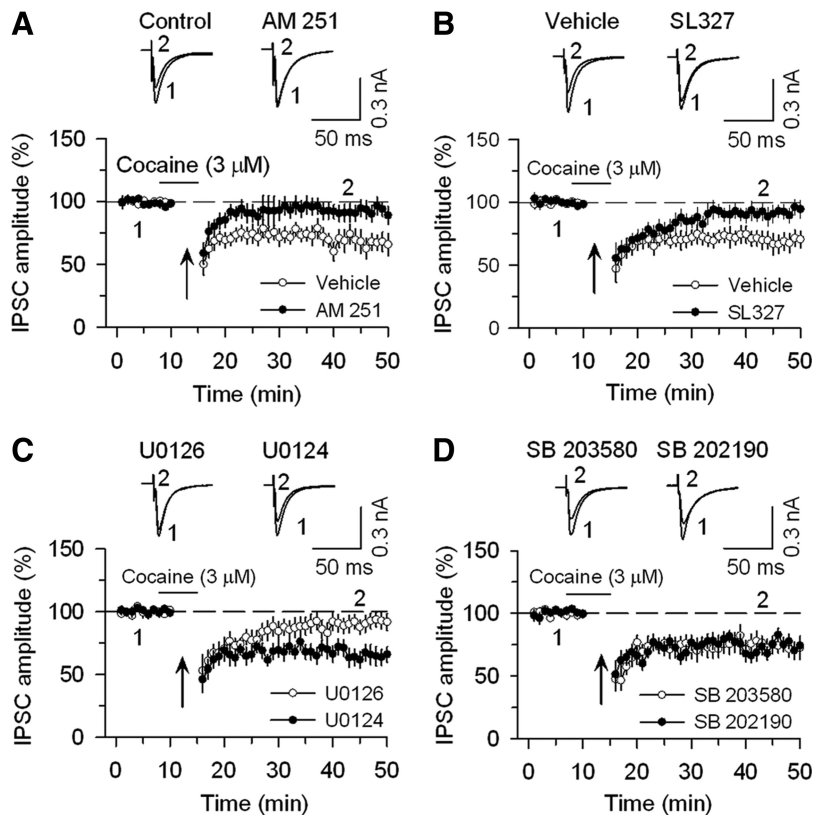 A
Control AM 251
2
1
0.3 nA
50 ms
IPSC amplitude (%)
150
100
50
0
Cocaine (3 μM)
1
2
Vehicle
AM 251
0 10 20 30 40 50
Time (min)
B
Vehicle SL327
2
1
0.3 nA
50 ms
IPSC amplitude (%)
150
100
50
0
Cocaine (3 μM)
1
2
Vehicle
SL327
0 10 20 30 40 50
Time (min)
C
U0126 U0124
2
1
0.3 nA
50 ms
IPSC amplitude (%)
150
100
50
0
Cocaine (3 μM)
1
2
U0126
U0124
0 10 20 30 40 50
Time (min)
D
SB 203580 SB 202190
2 2
1 1
0.3 nA
50 ms
IPSC amplitude (%)
150
100
50
0
Cocaine (3 μM)
1
2
SB 203580
SB 202190
0 10 20 30 40 50
Time (min)